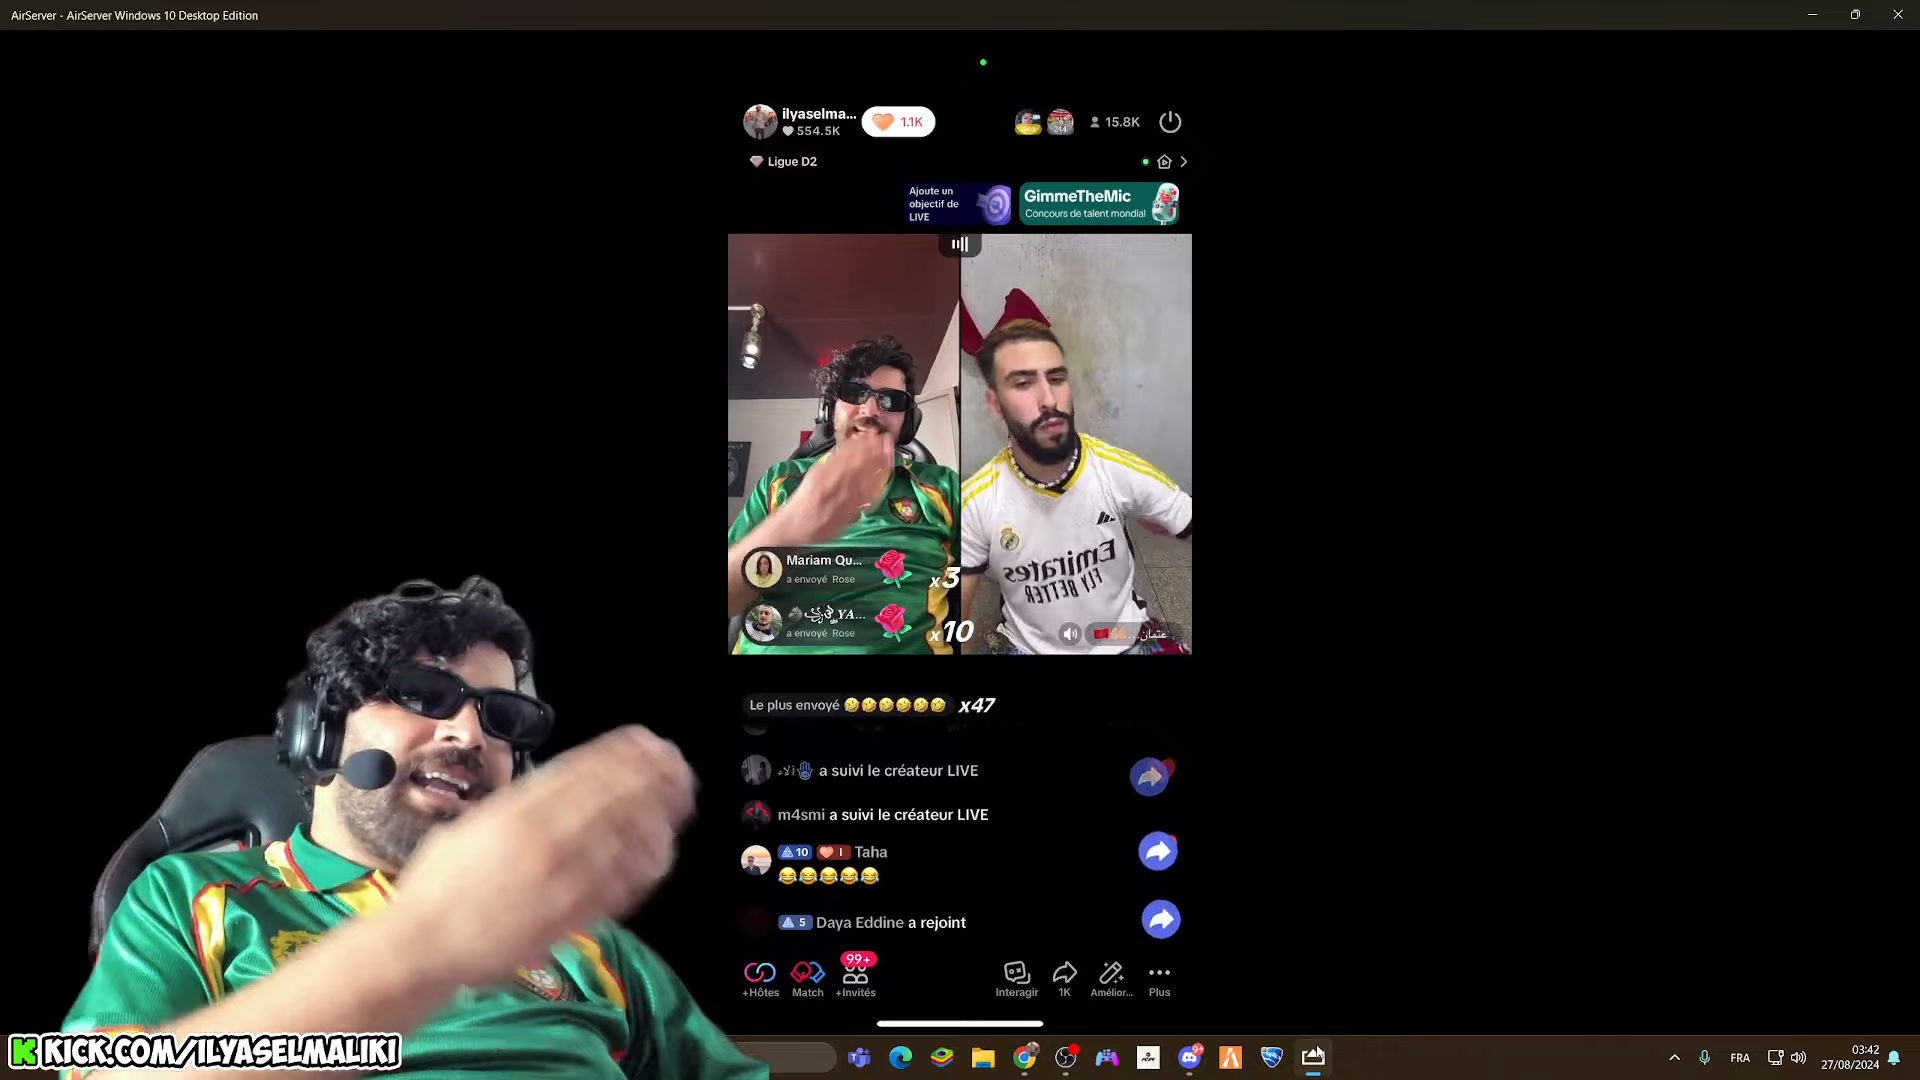 AirServer - AirServer Windows 10 Desktop Edition
ilyaselma...
1.1K
554.5K
15.8K
Ligue D2
Ajoute un
objectif de
LIVE
GimmeTheMic
Concours de talent mondial
Emirates
FLY BETTER
Mariam Qu...
a envoyé Rose
x3
YA...
a envoyé Rose
x10
عثمان...
Le plus envoyé 🤣🤣🤣🤣🤣🤣 x47
a suivi le créateur LIVE
m4smi a suivi le créateur LIVE
10 I Taha
😂😂😂😂😂
5 Daya Eddine a rejoint
99+
+Hôtes Match +Invités Interagir 1K Amélior... Plus
KICK.COM/ILYASELMALIKI
9+
FRA
03:42
27/08/2024